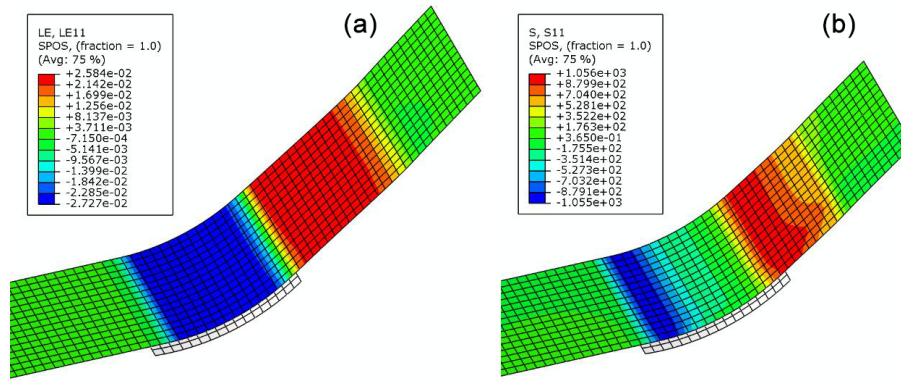 (a)
LE, LE11
SPOS, (fraction = 1.0)
(Avg: 75 %)
+2.584e-02
+2.142e-02
+1.699e-02
+1.256e-02
+8.137e-03
+3.711e-03
-7.150e-04
-5.141e-03
-9.567e-03
-1.399e-02
-1.842e-02
-2.285e-02
-2.727e-02
(b)
S, S11
SPOS, (fraction = 1.0)
(Avg: 75 %)
+1.056e+03
+8.799e+02
+7.040e+02
+5.281e+02
+3.522e+02
+1.763e+02
+3.650e-01
-1.755e+02
-3.514e+02
-5.273e+02
-7.032e+02
-8.791e+02
-1.055e+03